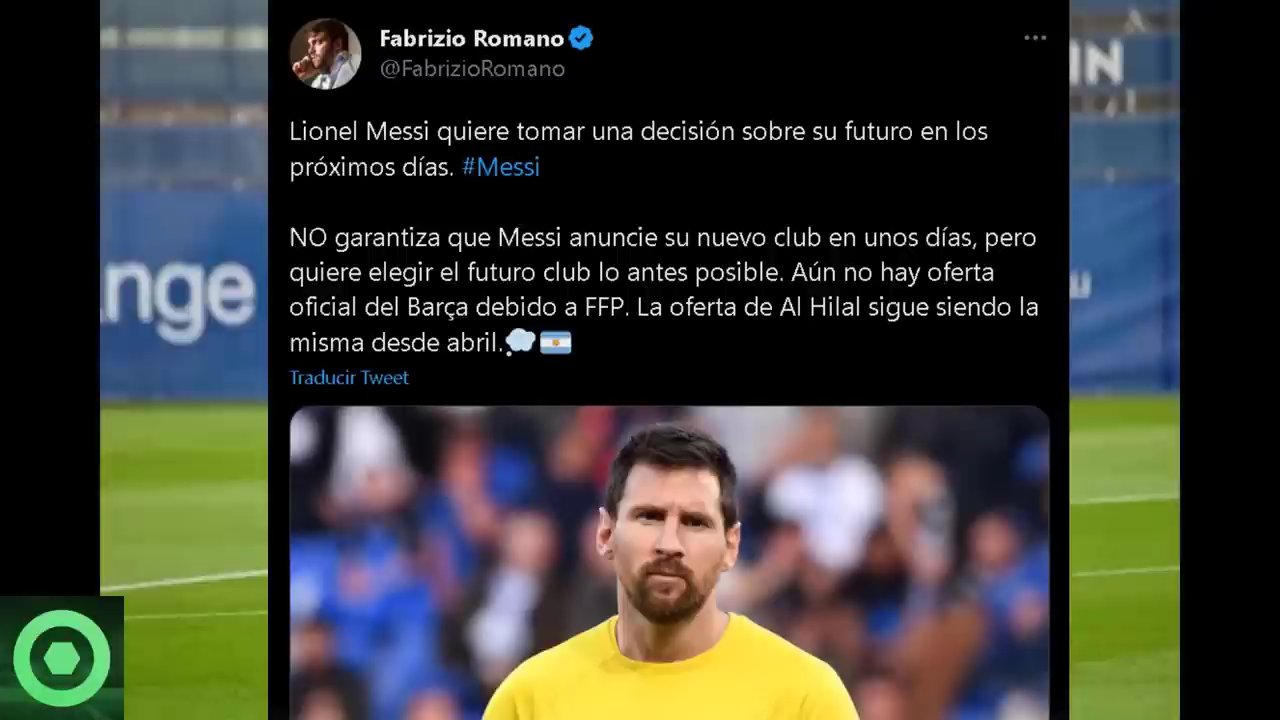 Fabrizio Romano
@FabrizioRomano
Lionel Messi quiere tomar una decisión sobre su futuro en los
próximos días. #Messi
NO garantiza que Messi anuncie su nuevo club en unos días, pero
quiere elegir el futuro club lo antes posible. Aún no hay oferta
oficial del Barça debido a FFP. La oferta de Al Hilal sigue siendo la
misma desde abril.💭🇦🇷
Traducir Tweet
nge
IN